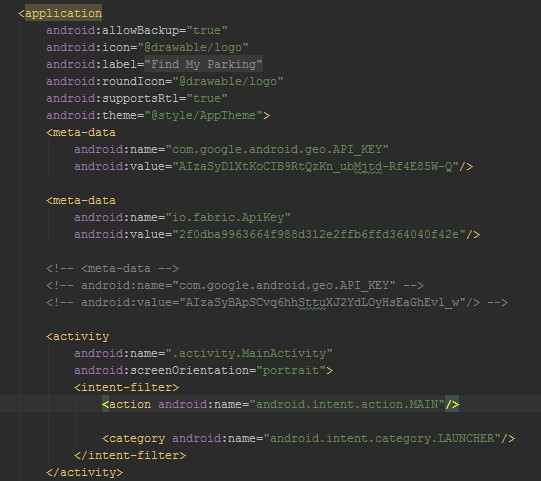 <application
android:allowBackup="true"
android:icon="@drawable/logo"
android:label="Find My Parking"
android:roundIcon="@drawable/logo"
android:supportsRtl="true"
android:theme="@style/AppTheme">
<meta-data
android:name="com.google.android.geo.API_KEY"
android:value="AIzaSyDlXtKoCIB9RtQzKn_ubMjtd-Rf4E85W-Q"/>
<meta-data
android:name="io.fabric.ApiKey"
android:value="2f0dba9963664f988d312e2ffb6ffd364040f42e"/>
<!-- <meta-data -->
<!-- android:name="com.google.android.geo.API_KEY" -->
<!-- android:value="AIzaSyBApSCvq6hhSttuXJ2YdLOyHsEaGhEvl_w"/> -->
<activity
android:name=".activity.MainActivity"
android:screenOrientation="portrait">
<intent-filter>
<action android:name="android.intent.action.MAIN"/>
<category android:name="android.intent.category.LAUNCHER"/>
</intent-filter>
</activity>